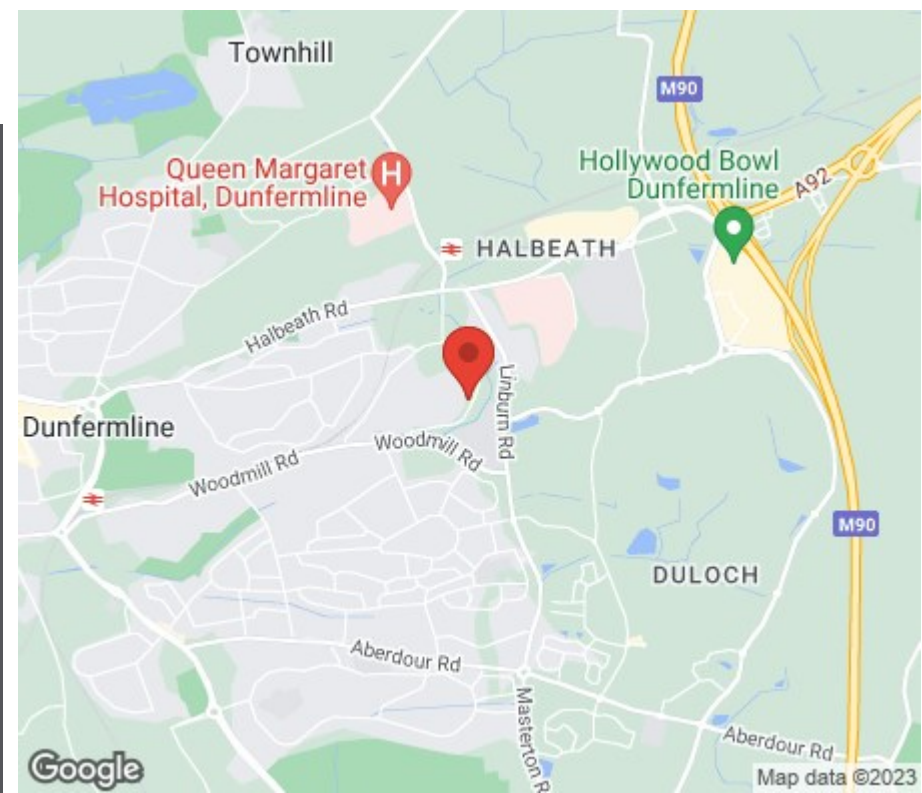 Townhill
M90
Queen Margaret
Hospital, Dunfermline
H
Hollywood Bowl
Dunfermline
A92
HALBEATH
Halbeath Rd
Linburn Rd
Dunfermline
Woodmill Rd
Woodmill Rd
M90
DULOCH
Aberdour Rd
Masterton R
Aberdour Rd
Google
Map data ©2023